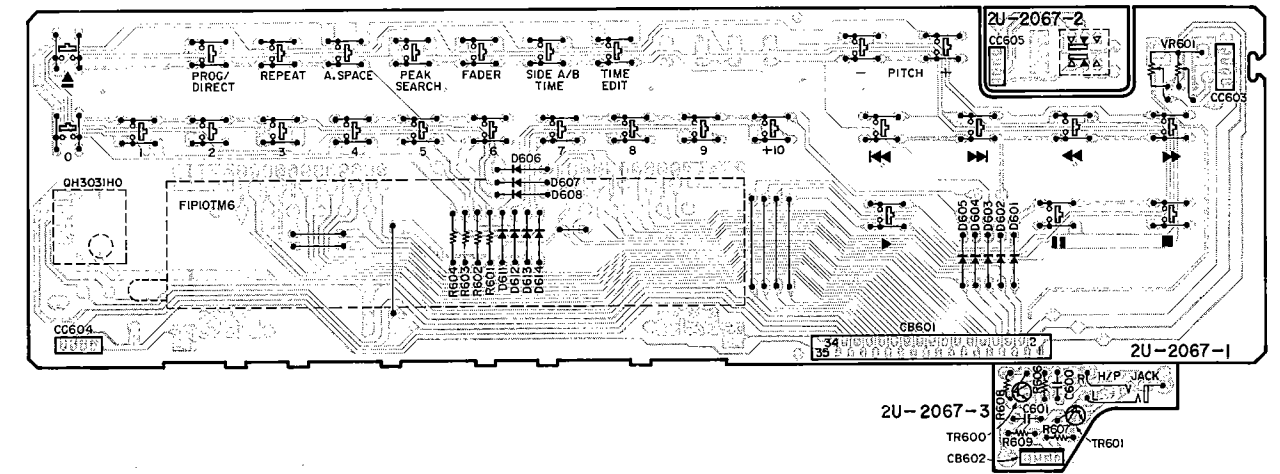 2U-2067-2
CC605
VR601
CC603
PROG/
DIRECT
REPEAT
A.SPACE
PEAK
SEARCH
FADER
SIDE A/B
TIME
TIME
EDIT
−
PITCH
+
0
1
2
3
4
5
6
7
8
9
+10
D606
D607
D608
QH3031H0
FIP10TM6
R604
R603
R602
R601
D611
D612
D613
D614
D605
D604
D603
D602
D601
CC604
CB601
34
35
2
1
2U-2067-1
2U-2067-3
R608
R606
C600
R
H/P JACK
L
C601
TR600
R609
R607
TR601
CB602